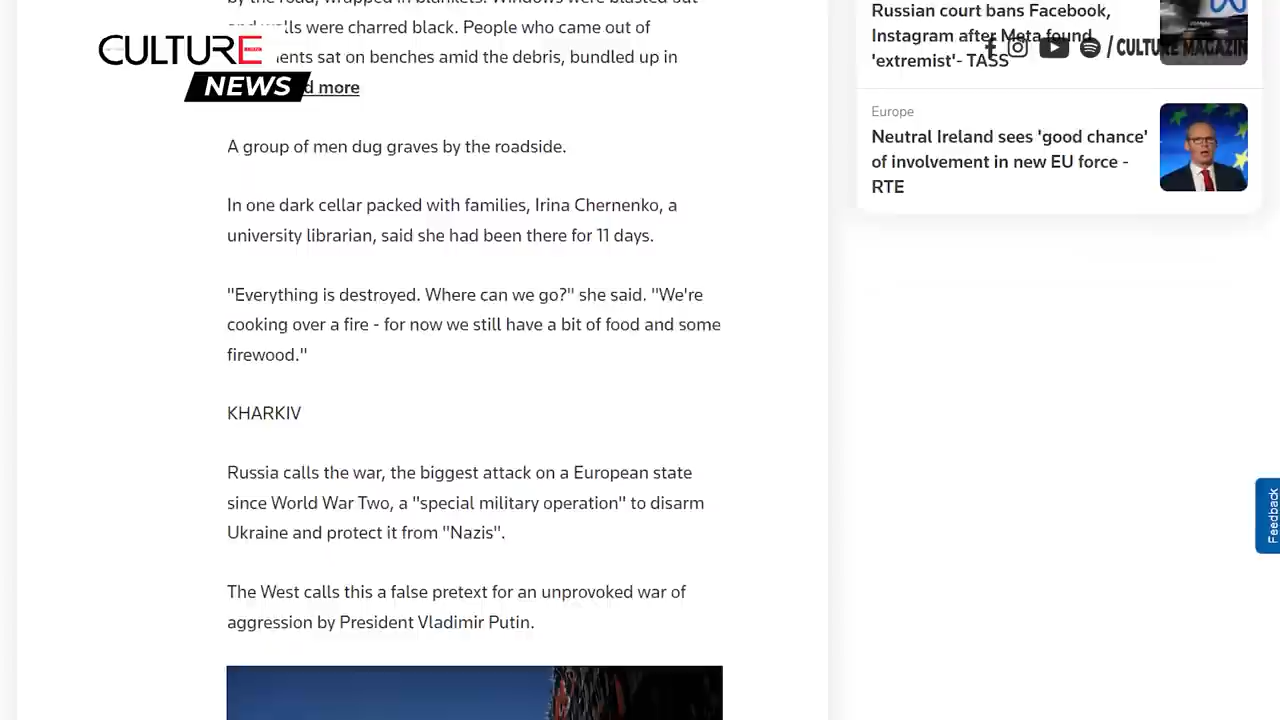 by the road, wrapped in blankets. Windows were blasted out
and walls were charred black. People who came out of
sat on benches amid the debris, bundled up in
more
CULTURE
NEWS
A group of men dug graves by the roadside.
In one dark cellar packed with families, Irina Chernenko, a
university librarian, said she had been there for 11 days.
"Everything is destroyed. Where can we go?" she said. "We're
cooking over a fire - for now we still have a bit of food and some
firewood."
KHARKIV
Russia calls the war, the biggest attack on a European state
since World War Two, a "special military operation" to disarm
Ukraine and protect it from "Nazis".
The West calls this a false pretext for an unprovoked war of
aggression by President Vladimir Putin.
Russian court bans Facebook,
Instagram after Meta found
'extremist'- TASS
/ CULTURE MAGAZIN
Europe
Neutral Ireland sees 'good chance'
of involvement in new EU force -
RTE
Feedback